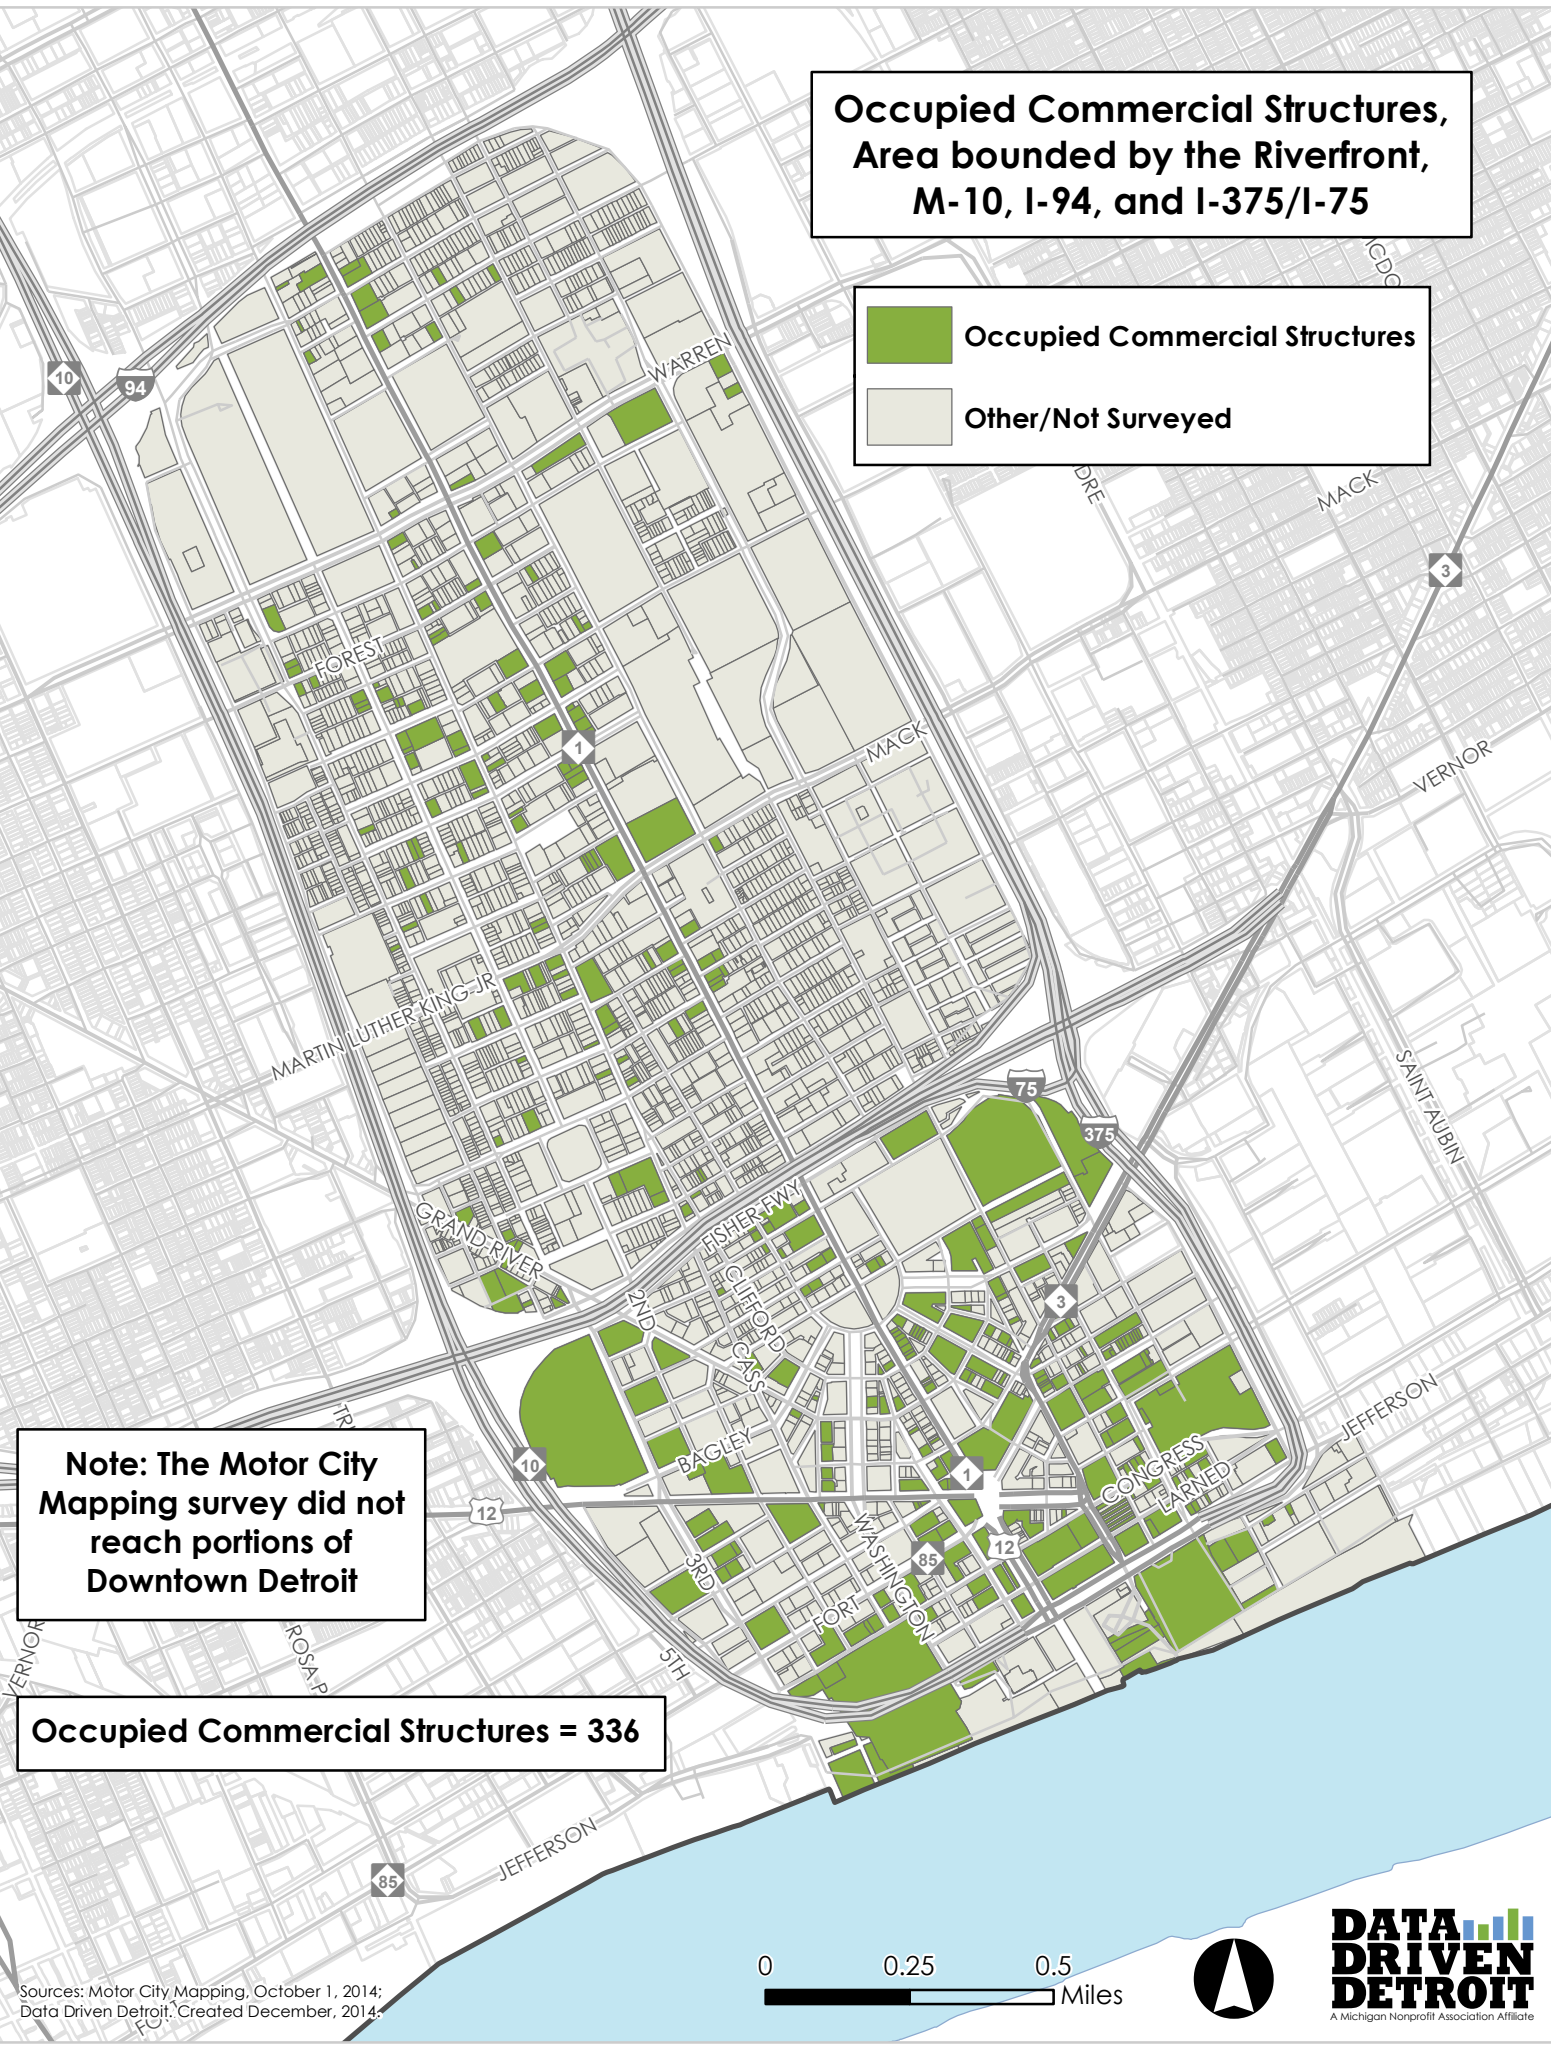 Occupied Commercial Structures,
Area bounded by the Riverfront,
M-10, I-94, and I-375/I-75
Occupied Commercial Structures
Other/Not Surveyed
10
94
WARREN
DRE
MACK
3
FOREST
1
MACK
VERNOR
MARTIN LUTHER KING JR
75
375
SAINT AUBIN
GRAND RIVER
FISHER FWY
2ND
CLIFFORD
CASS
3
JEFFERSON
Note: The Motor City
Mapping survey did not
reach portions of
Downtown Detroit
10
BAGLEY
1
CONGRESS
LARNED
12
WASHINGTON
12
85
3RD
FORT
5TH
VERNOR
ROSA P
Occupied Commercial Structures = 336
JEFFERSON
85
0 0.25 0.5
Miles
Sources: Motor City Mapping, October 1, 2014;
Data Driven Detroit. Created December, 2014.
DATA
DRIVEN
DETROIT
A Michigan Nonprofit Association Affiliate